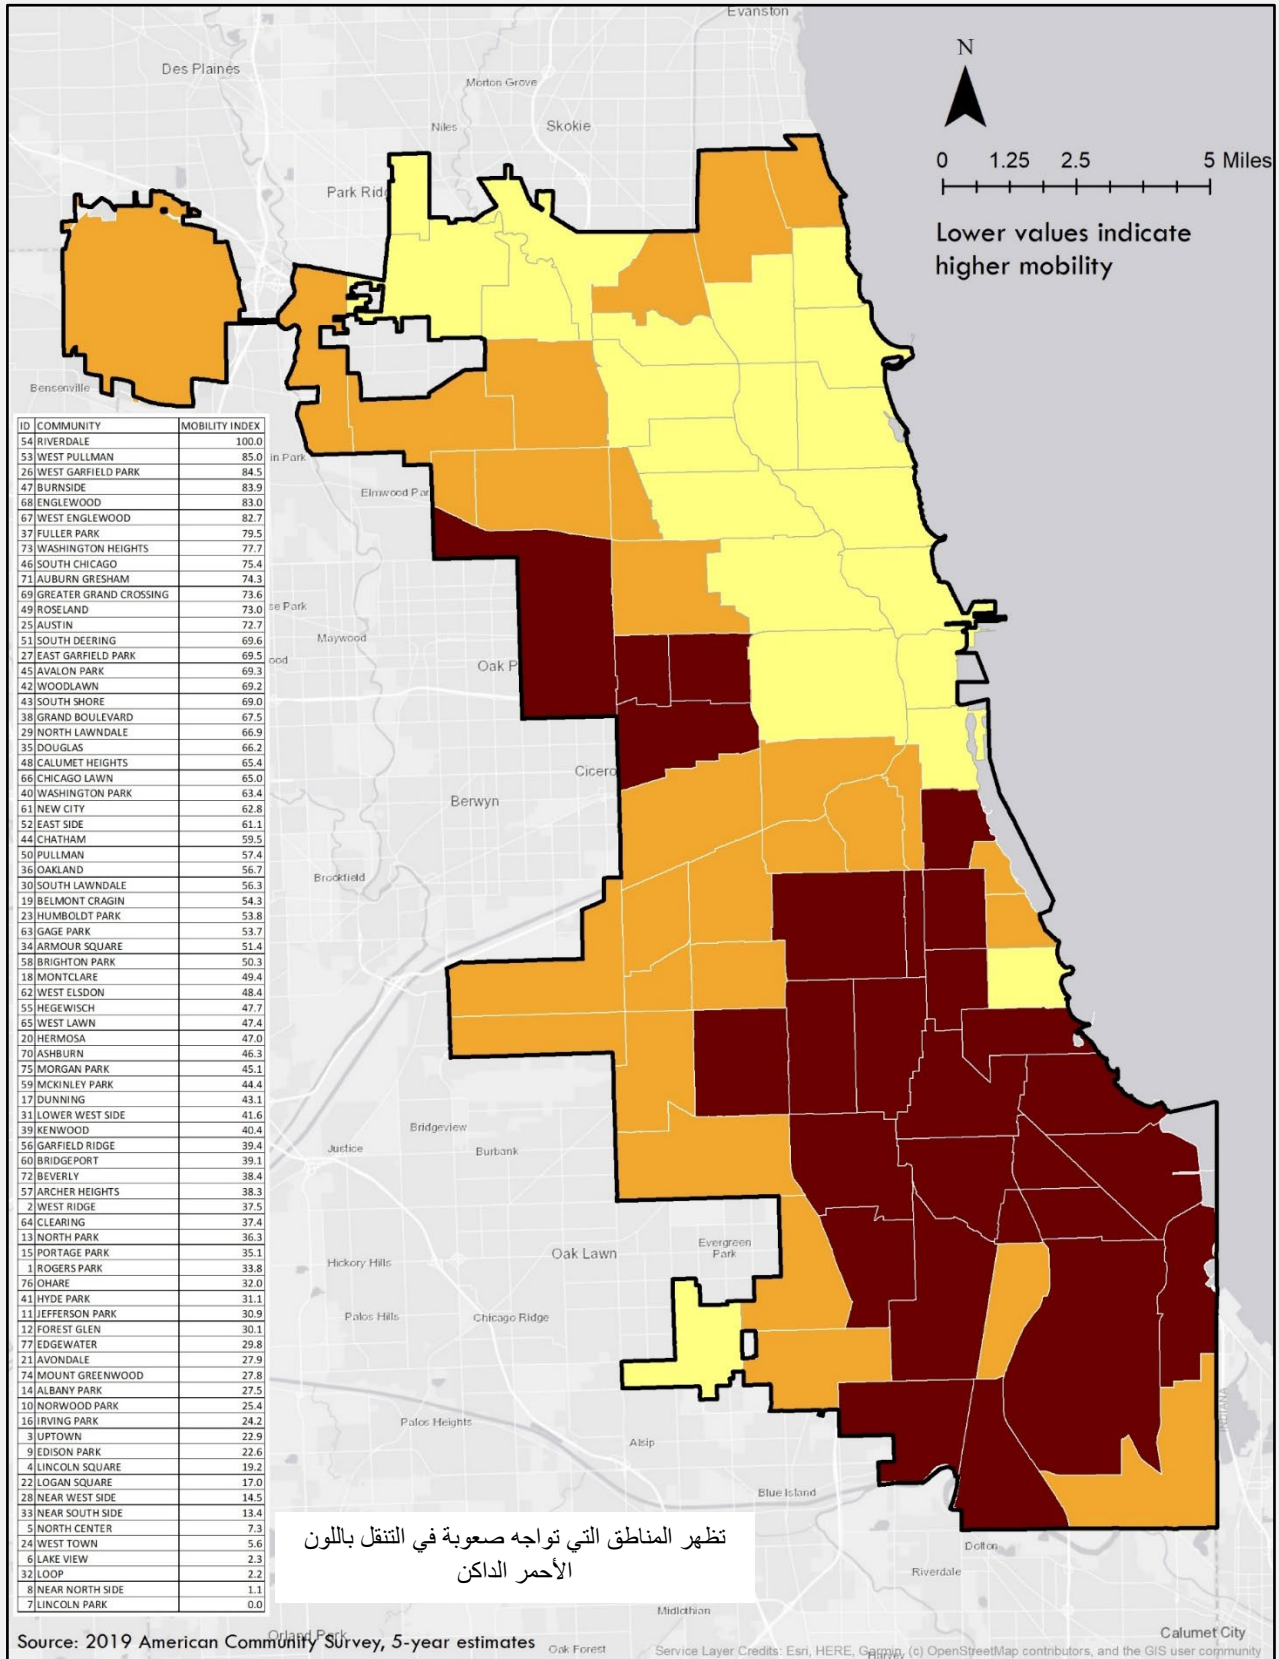 Evanston
Des Plaines
Morton Grove
Niles
Skokie
Park Ridg
N
0 1.25 2.5 5 Miles
Lower values indicate
higher mobility
Bensenville
in Park
Elmwood Par
se Park
Maywood
ood
Oak P
Cicero
Berwyn
Brookfield
Bridgeview
Justice
Burbank
Hickory Hills
Oak Lawn
Evergreen
Park
Palos Hills
Chicago Ridge
Palos Heights
Alsip
Blue Island
INDIANA
Dolton
Riverdale
Midlothian
Orland Park
Oak Forest
Harvey
Calumet City
ID COMMUNITY MOBILITY INDEX
54 RIVERDALE 100.0
53 WEST PULLMAN 85.0
26 WEST GARFIELD PARK 84.5
47 BURNSIDE 83.9
68 ENGLEWOOD 83.0
67 WEST ENGLEWOOD 82.7
37 FULLER PARK 79.5
73 WASHINGTON HEIGHTS 77.7
46 SOUTH CHICAGO 75.4
71 AUBURN GRESHAM 74.3
69 GREATER GRAND CROSSING 73.6
49 ROSELAND 73.0
25 AUSTIN 72.7
51 SOUTH DEERING 69.6
27 EAST GARFIELD PARK 69.5
45 AVALON PARK 69.3
42 WOODLAWN 69.2
43 SOUTH SHORE 69.0
38 GRAND BOULEVARD 67.5
29 NORTH LAWNDALE 66.9
35 DOUGLAS 66.2
48 CALUMET HEIGHTS 65.4
66 CHICAGO LAWN 65.0
40 WASHINGTON PARK 63.4
61 NEW CITY 62.8
52 EAST SIDE 61.1
44 CHATHAM 59.5
50 PULLMAN 57.4
36 OAKLAND 56.7
30 SOUTH LAWNDALE 56.3
19 BELMONT CRAGIN 54.3
23 HUMBOLDT PARK 53.8
63 GAGE PARK 53.7
34 ARMOUR SQUARE 51.4
58 BRIGHTON PARK 50.3
18 MONTCLARE 49.4
62 WEST ELSDON 48.4
55 HEGEWISCH 47.7
65 WEST LAWN 47.4
20 HERMOSA 47.0
70 ASHBURN 46.3
75 MORGAN PARK 45.1
59 MCKINLEY PARK 44.4
17 DUNNING 43.1
31 LOWER WEST SIDE 41.6
39 KENWOOD 40.4
56 GARFIELD RIDGE 39.4
60 BRIDGEPORT 39.1
72 BEVERLY 38.4
57 ARCHER HEIGHTS 38.3
2 WEST RIDGE 37.5
64 CLEARING 37.4
13 NORTH PARK 36.3
15 PORTAGE PARK 35.1
1 ROGERS PARK 33.8
76 OHARE 32.0
41 HYDE PARK 31.1
11 JEFFERSON PARK 30.9
12 FOREST GLEN 30.1
77 EDGEWATER 29.8
21 AVONDALE 27.9
74 MOUNT GREENWOOD 27.8
14 ALBANY PARK 27.5
10 NORWOOD PARK 25.4
16 IRVING PARK 24.2
3 UPTOWN 22.9
9 EDISON PARK 22.6
4 LINCOLN SQUARE 19.2
22 LOGAN SQUARE 17.0
28 NEAR WEST SIDE 14.5
33 NEAR SOUTH SIDE 13.4
5 NORTH CENTER 7.3
24 WEST TOWN 5.6
6 LAKE VIEW 2.3
32 LOOP 2.2
8 NEAR NORTH SIDE 1.1
7 LINCOLN PARK 0.0
تظهر المناطق التي تواجه صعوبة في التنقل باللون
الأحمر الداكن
Source: 2019 American Community Survey, 5-year estimates
Service Layer Credits: Esri, HERE, Garmin, (c) OpenStreetMap contributors, and the GIS user community